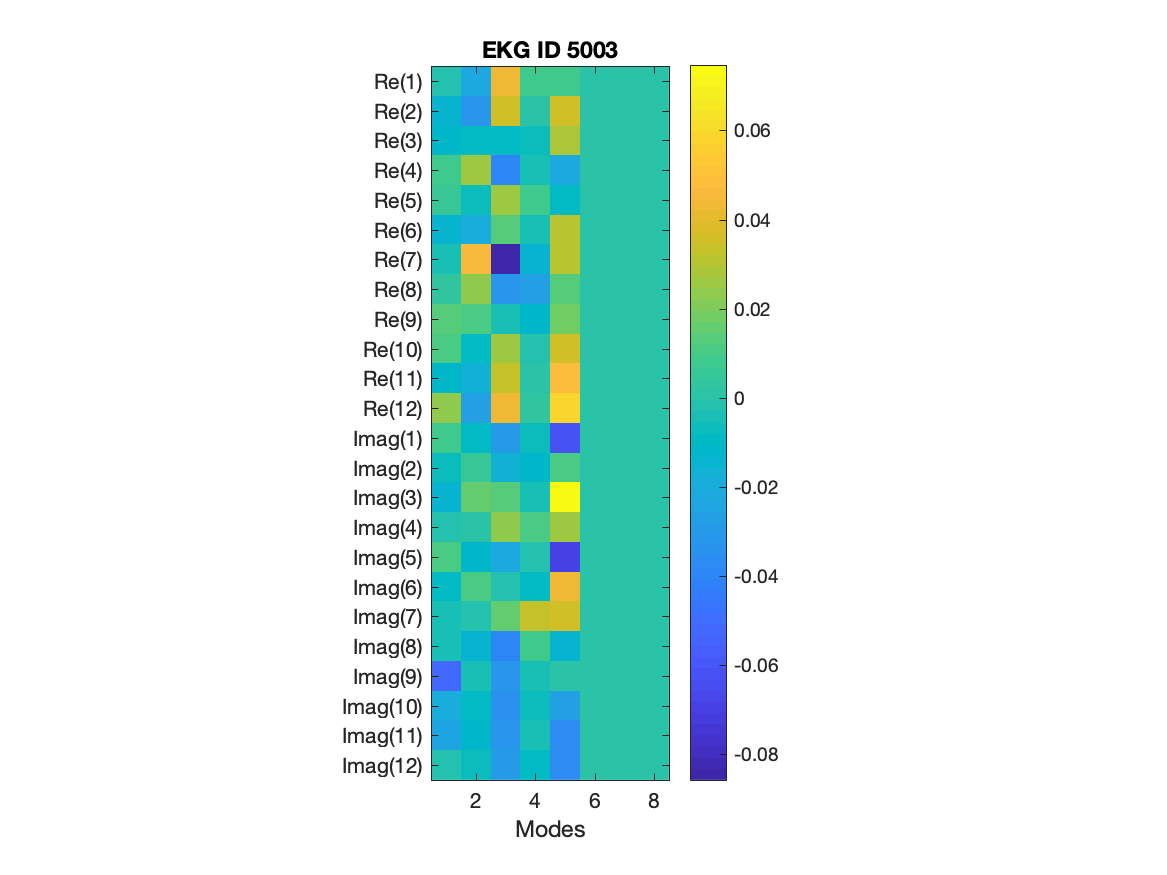 EKG ID 5003
Re(1)
Re(2)
Re(3)
Re(4)
Re(5)
Re(6)
Re(7)
Re(8)
Re(9)
Re(10)
Re(11)
Re(12)
Imag(1)
Imag(2)
Imag(3)
Imag(4)
Imag(5)
Imag(6)
Imag(7)
Imag(8)
Imag(9)
Imag(10)
Imag(11)
Imag(12)
2 4 6 8
Modes
0.06
0.04
0.02
0
-0.02
-0.04
-0.06
-0.08